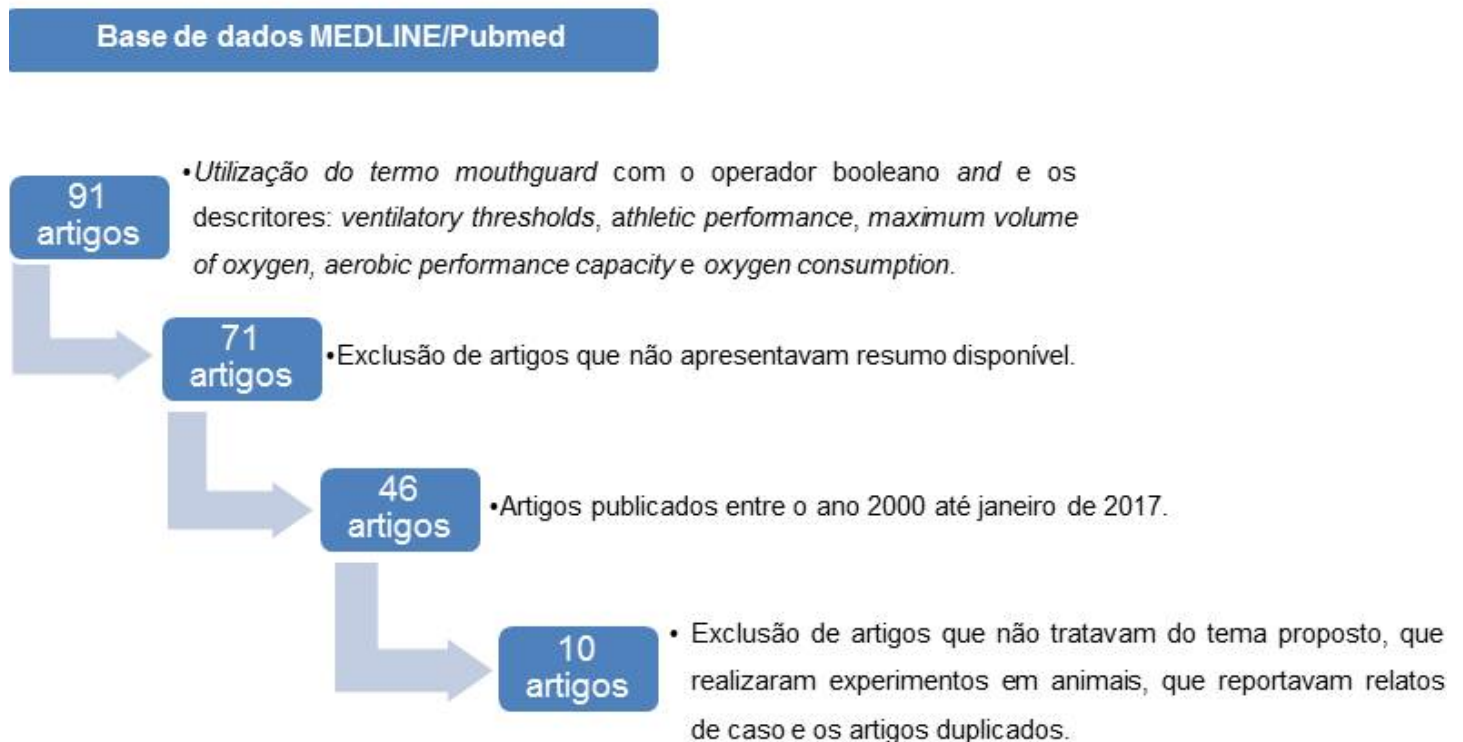 Base de dados MEDLINE/Pubmed
91
artigos
•Utilização do termo mouthguard com o operador booleano and e os
descritores: ventilatory thresholds, athletic performance, maximum volume
of oxygen, aerobic performance capacity e oxygen consumption.
71
artigos
•Exclusão de artigos que não apresentavam resumo disponível.
46
artigos
•Artigos publicados entre o ano 2000 até janeiro de 2017.
10
artigos
• Exclusão de artigos que não tratavam do tema proposto, que
realizaram experimentos em animais, que reportavam relatos
de caso e os artigos duplicados.